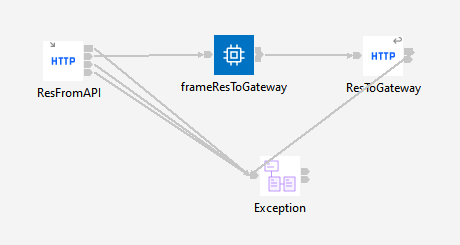 HTTP
HTTP
ResFromAPI
frameResToGateway
ResToGateway
Exception